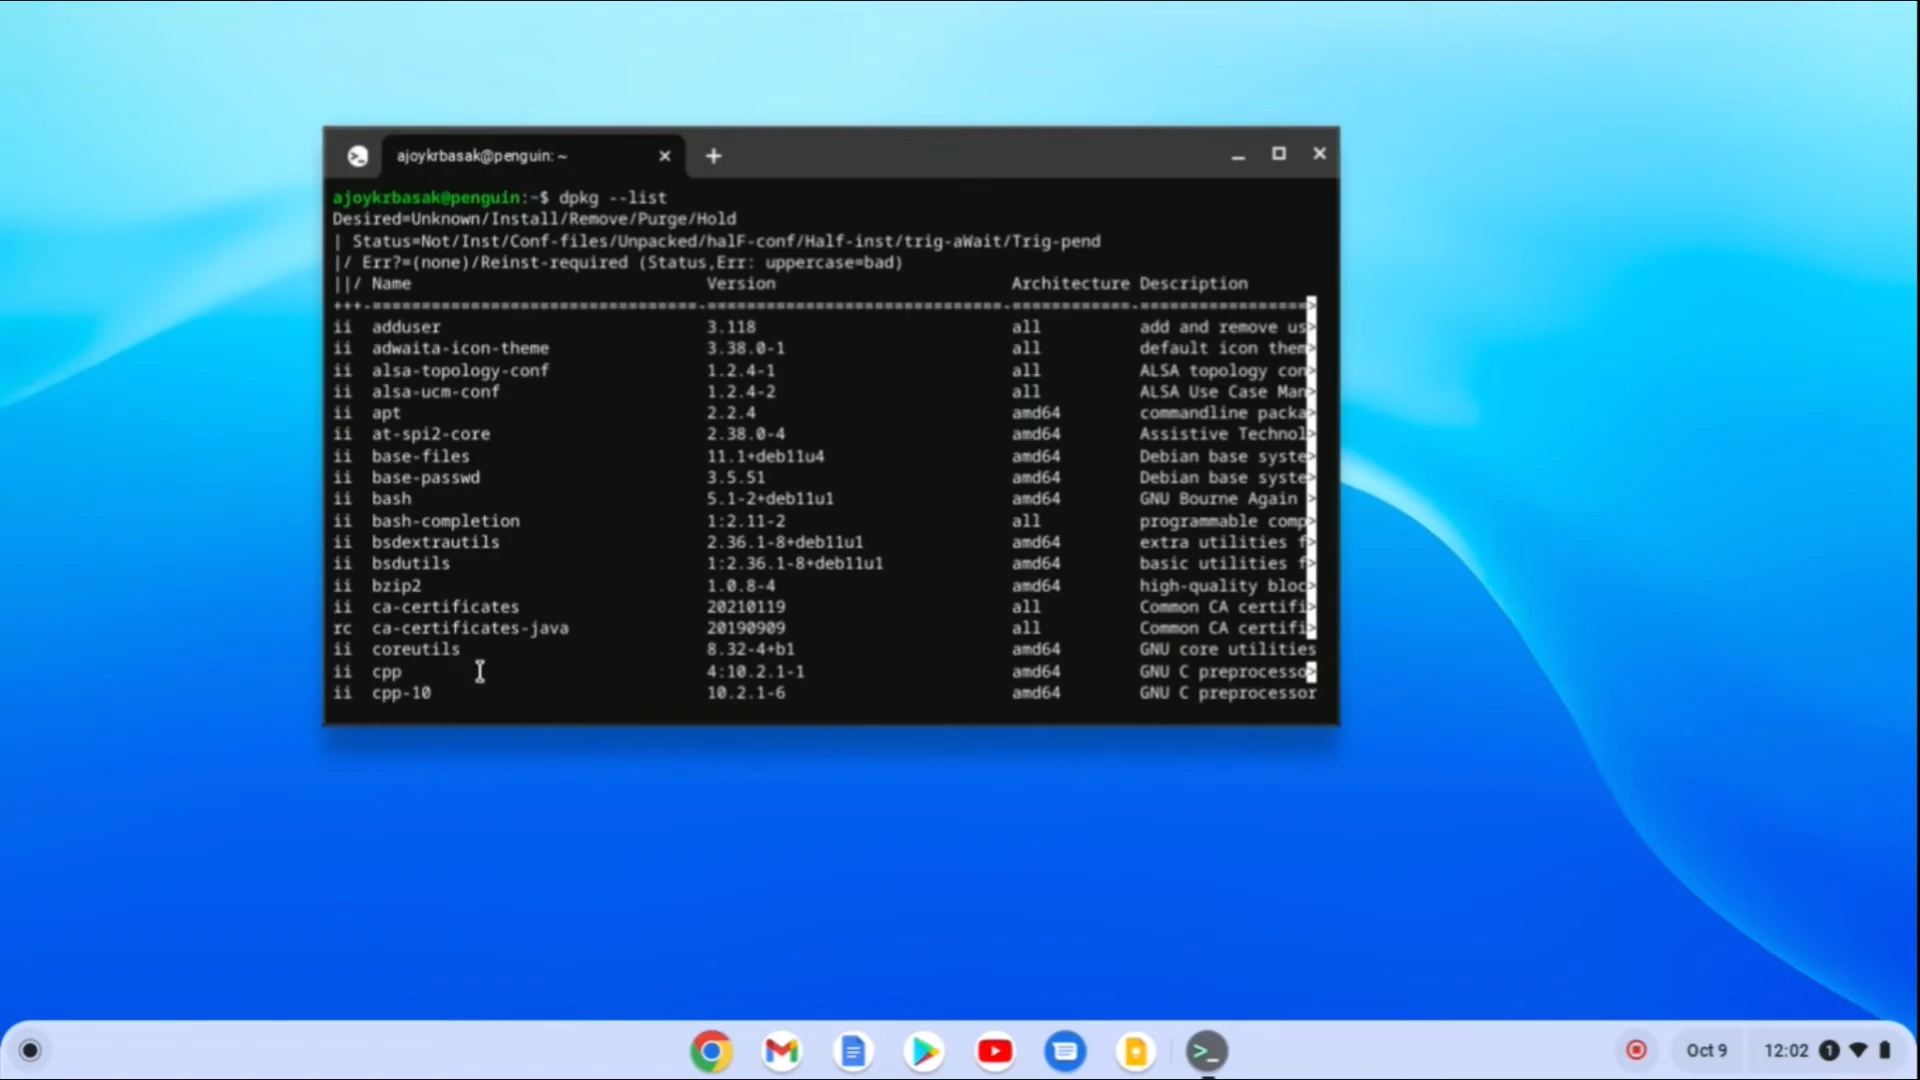 ajoykrbasak@penguin: ~
ajoykrbasak@penguin:~$ dpkg --list
Desired=Unknown/Install/Remove/Purge/Hold
| Status=Not/Inst/Conf-files/Unpacked/halF-conf/Half-inst/trig-aWait/Trig-pend
|/ Err?=(none)/Reinst-required (Status,Err: uppercase=bad)
||/ Name Version Architecture Description
+++-=================================-==============================-============-=================>
ii adduser 3.118 all add and remove us>
ii adwaita-icon-theme 3.38.0-1 all default icon them>
ii alsa-topology-conf 1.2.4-1 all ALSA topology con>
ii alsa-ucm-conf 1.2.4-2 all ALSA Use Case Man>
ii apt 2.2.4 amd64 commandline packa>
ii at-spi2-core 2.38.0-4 amd64 Assistive Technol>
ii base-files 11.1+deb11u4 amd64 Debian base syste>
ii base-passwd 3.5.51 amd64 Debian base syste>
ii bash 5.1-2+deb11u1 amd64 GNU Bourne Again >
ii bash-completion 1:2.11-2 all programmable comp>
ii bsdextrautils 2.36.1-8+deb11u1 amd64 extra utilities f>
ii bsdutils 1:2.36.1-8+deb11u1 amd64 basic utilities f>
ii bzip2 1.0.8-4 amd64 high-quality bloc>
ii ca-certificates 20210119 all Common CA certifi>
rc ca-certificates-java 20190909 all Common CA certifi>
ii coreutils 8.32-4+b1 amd64 GNU core utilities
ii cpp 4:10.2.1-1 amd64 GNU C preprocesso>
ii cpp-10 10.2.1-6 amd64 GNU C preprocessor
Oct 9 12:02 1